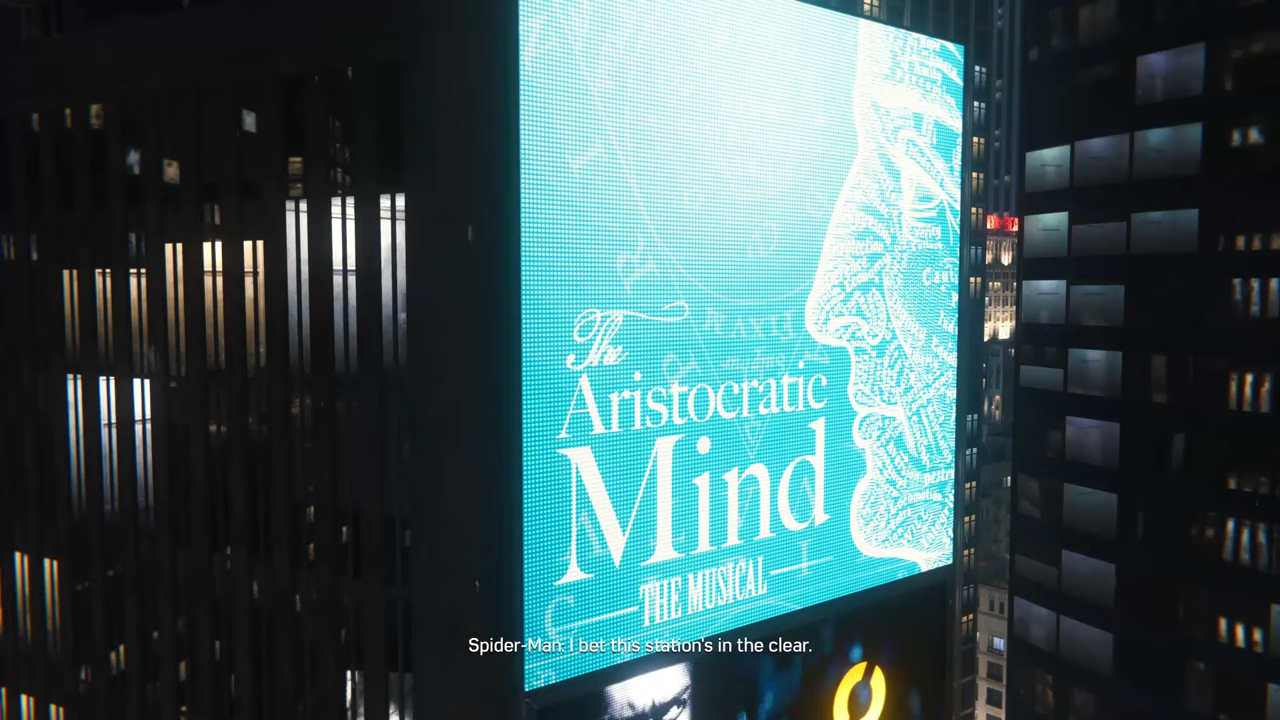 The
Aristocratic
Mind
THE MUSICAL
Spider-Man: I bet this station's in the clear.